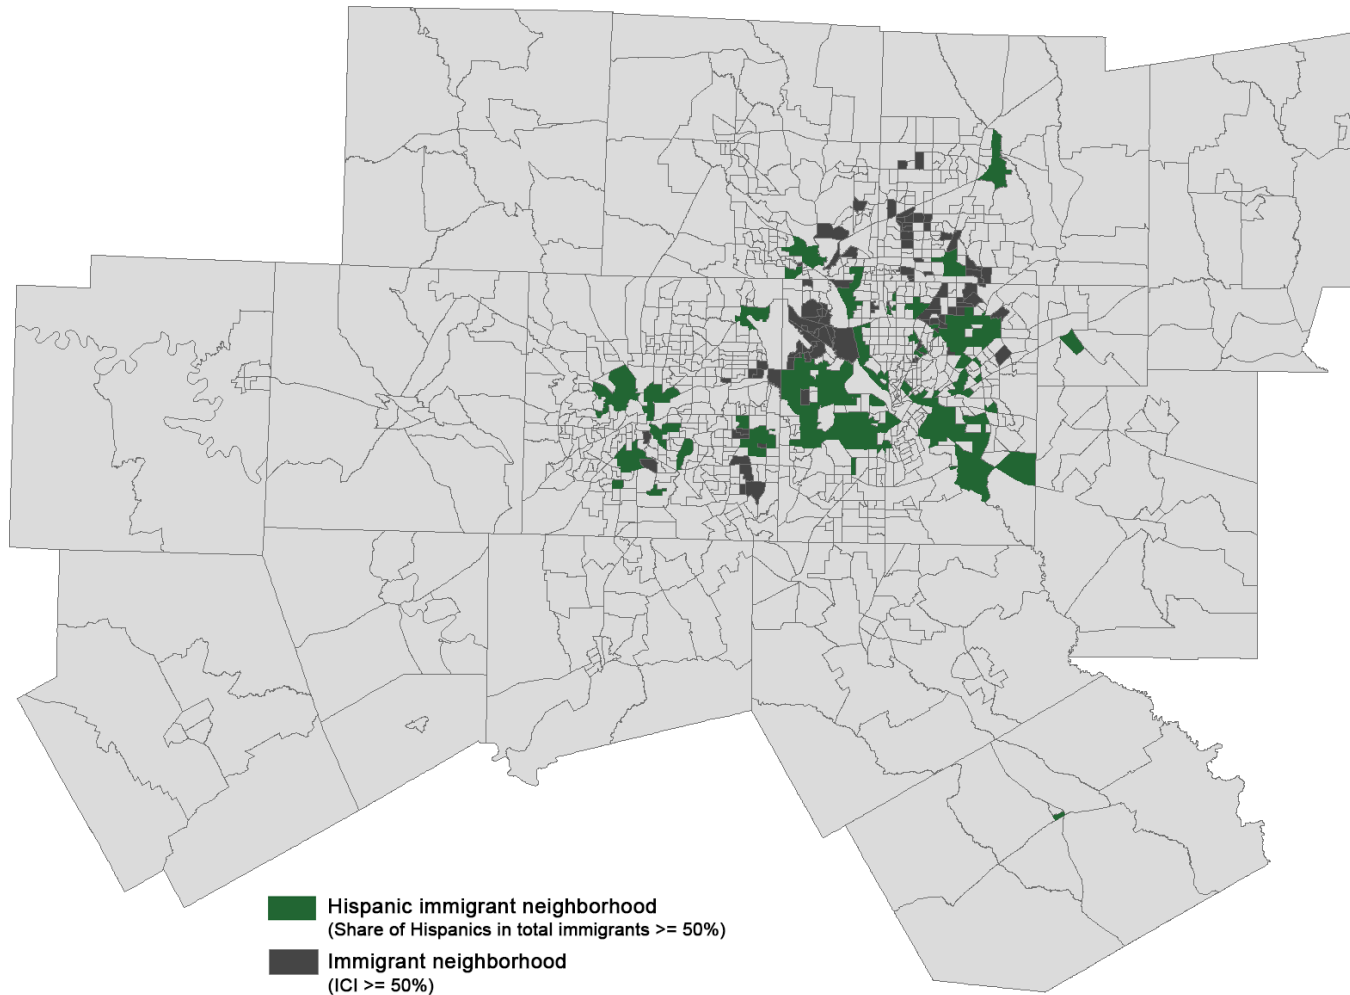 Hispanic immigrant neighborhood
(Share of Hispanics in total immigrants >= 50%)
Immigrant neighborhood
(ICI >= 50%)